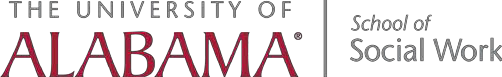 THE UNIVERSITY OF
ALABAMA®
School of
Social Work